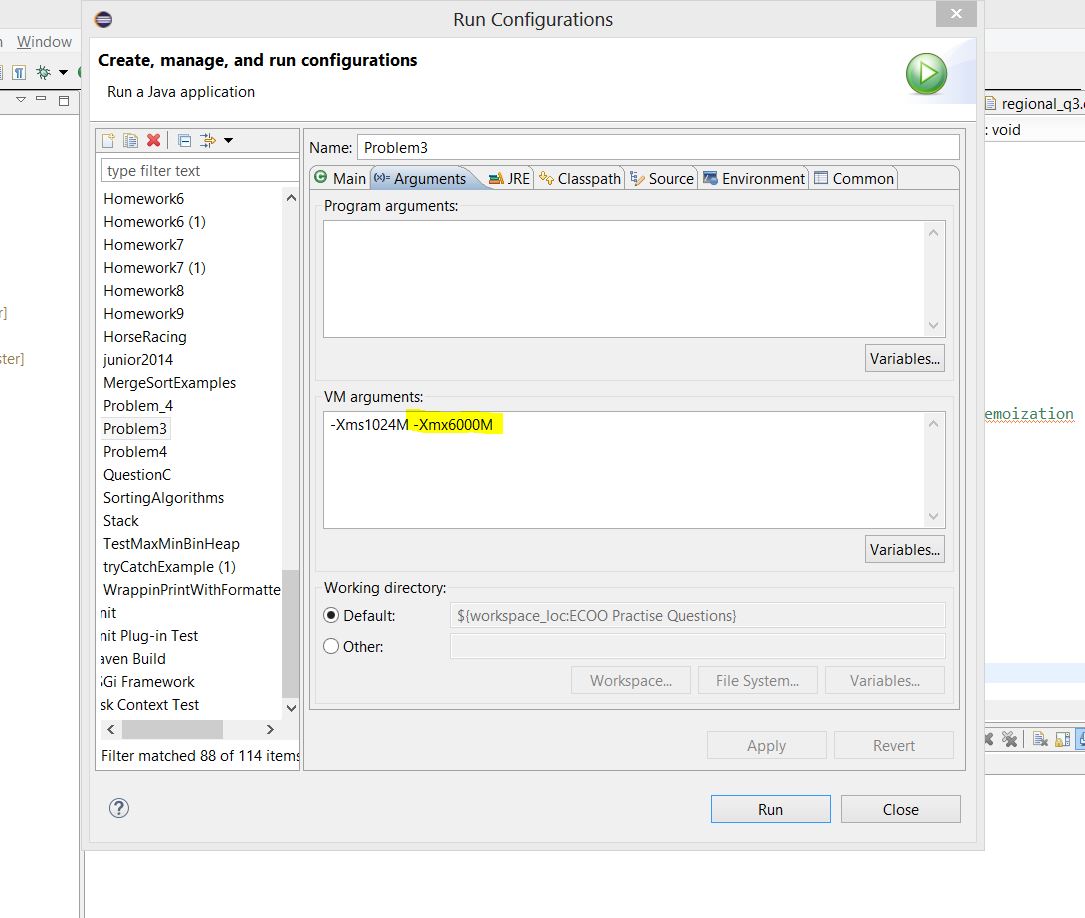 Run Configurations
Window
Create, manage, and run configurations
Run a Java application
regional_q3.
: void
Name: Problem3
type filter text
Main (x)= Arguments JRE Classpath Source Environment Common
Homework6
Homework6 (1)
Homework7
Homework7 (1)
Homework8
Homework9
HorseRacing
junior2014
MergeSortExamples
Problem_4
Problem3
Problem4
QuestionC
SortingAlgorithms
Stack
TestMaxMinBinHeap
tryCatchExample (1)
WrappinPrintWithFormatte
nit
nit Plug-in Test
aven Build
Gi Framework
sk Context Test
Filter matched 88 of 114 items
Program arguments:
Variables...
VM arguments:
-Xms1024M -Xmx6000M
Variables...
Working directory:
Default: ${workspace_loc:ECOO Practise Questions}
Other:
Workspace... File System... Variables...
Apply Revert
Run Close
r]
ter]
emoization